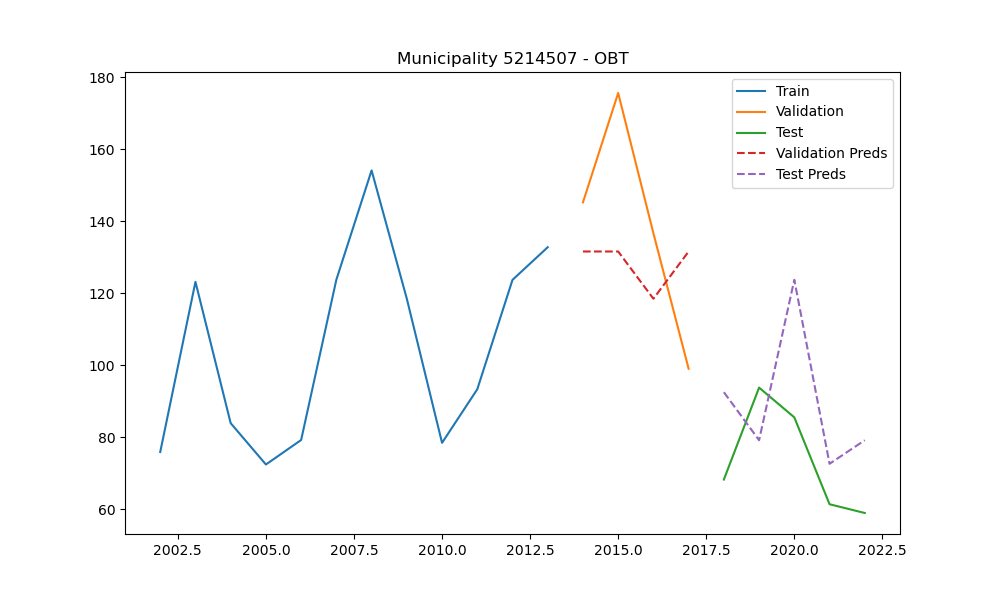 Municipality 5214507 - OBT
180
160
140
120
100
80
60
Train
Validation
Test
Validation Preds
Test Preds
2002.5 2005.0 2007.5 2010.0 2012.5 2015.0 2017.5 2020.0 2022.5